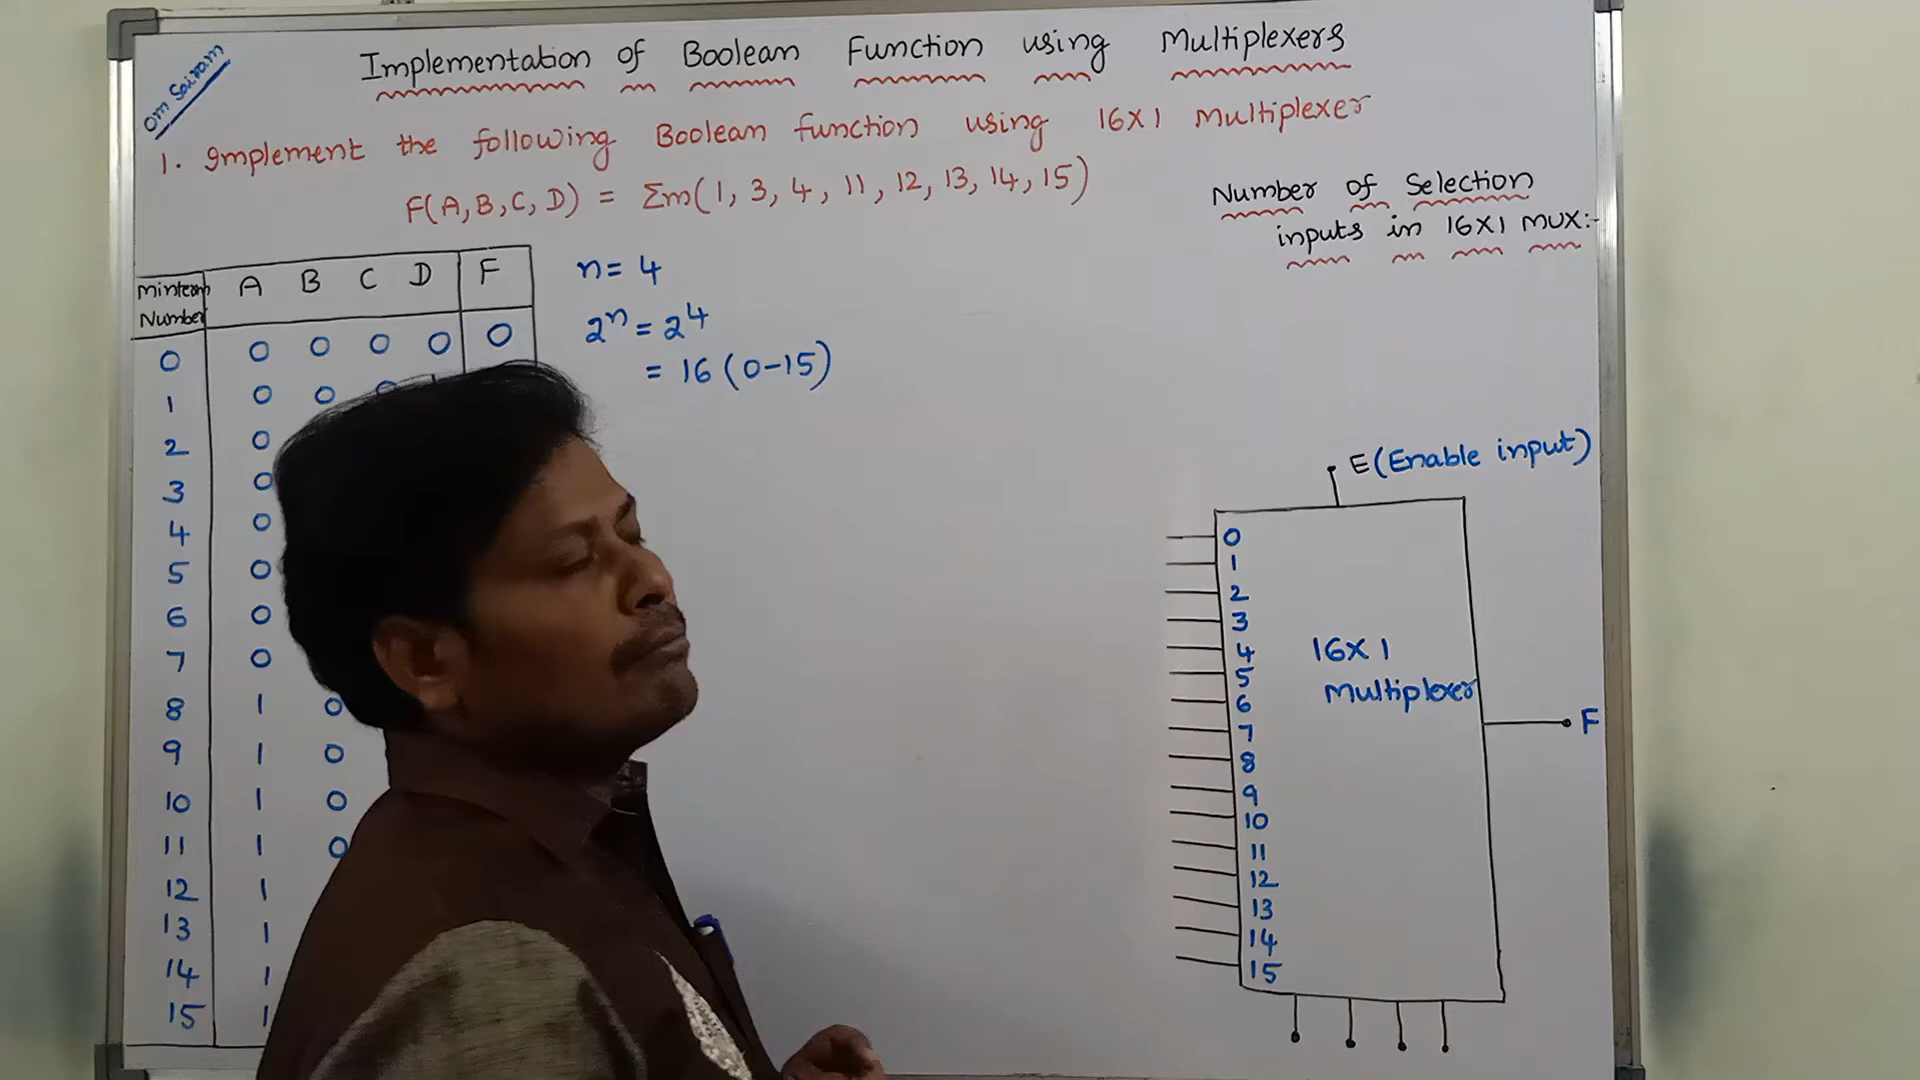 Om Sairam
Implementation of Boolean Function using Multiplexers
1. Implement the following Boolean function using 16X1 Multiplexer
F(A,B,C,D) = Σm(1, 3, 4, 11, 12, 13, 14, 15)
Number of Selection
inputs in 16X1 MUX:-
Minterm Number A B C D F
0 0 0 0 0 0
1 0 0 0
2 0
3 0
4 0
5 0
6 0
7 0
8 1 0
9 1 0
10 1 0
11 1 0
12 1
13 1
14 1
15 1
n = 4
2ⁿ = 2⁴
= 16 (0-15)
E (Enable input)
0
1
2
3
4
5
6
7
8
9
10
11
12
13
14
15
16X1
Multiplexer
F